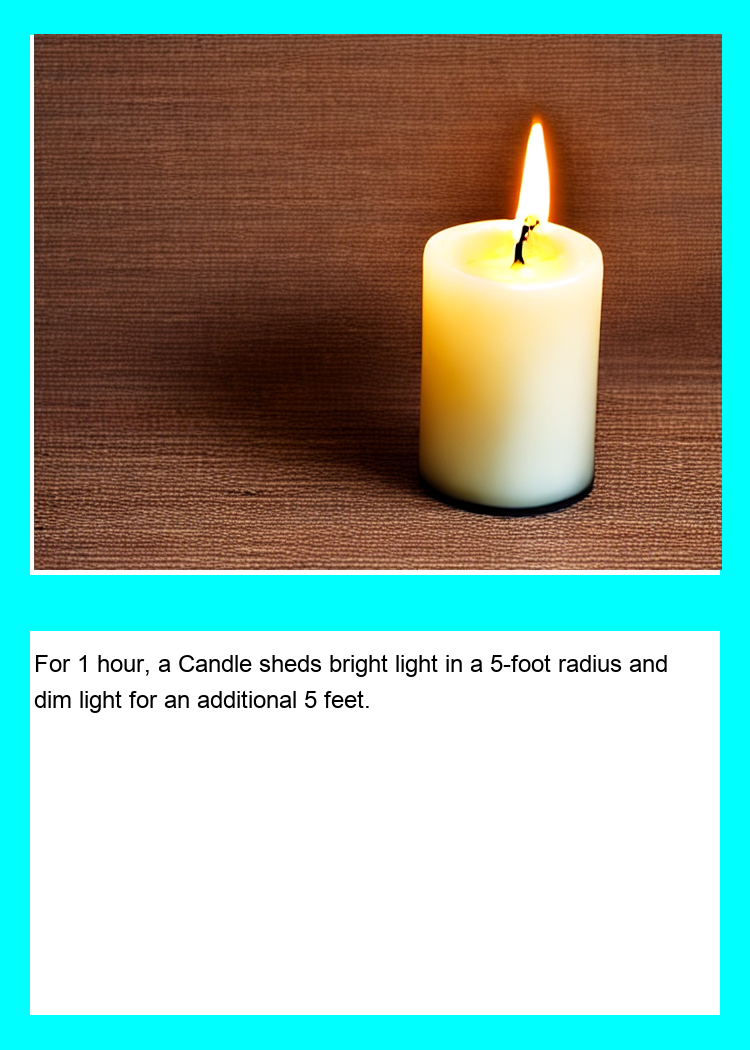 For 1 hour, a Candle sheds bright light in a 5-foot radius and
dim light for an additional 5 feet.